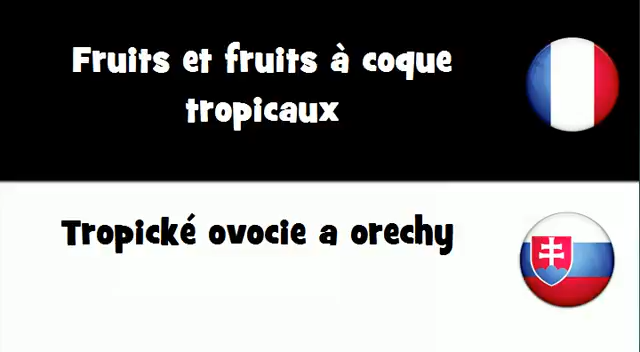 Fruits et fruits à coque
tropicaux
Tropické ovocie a orechy